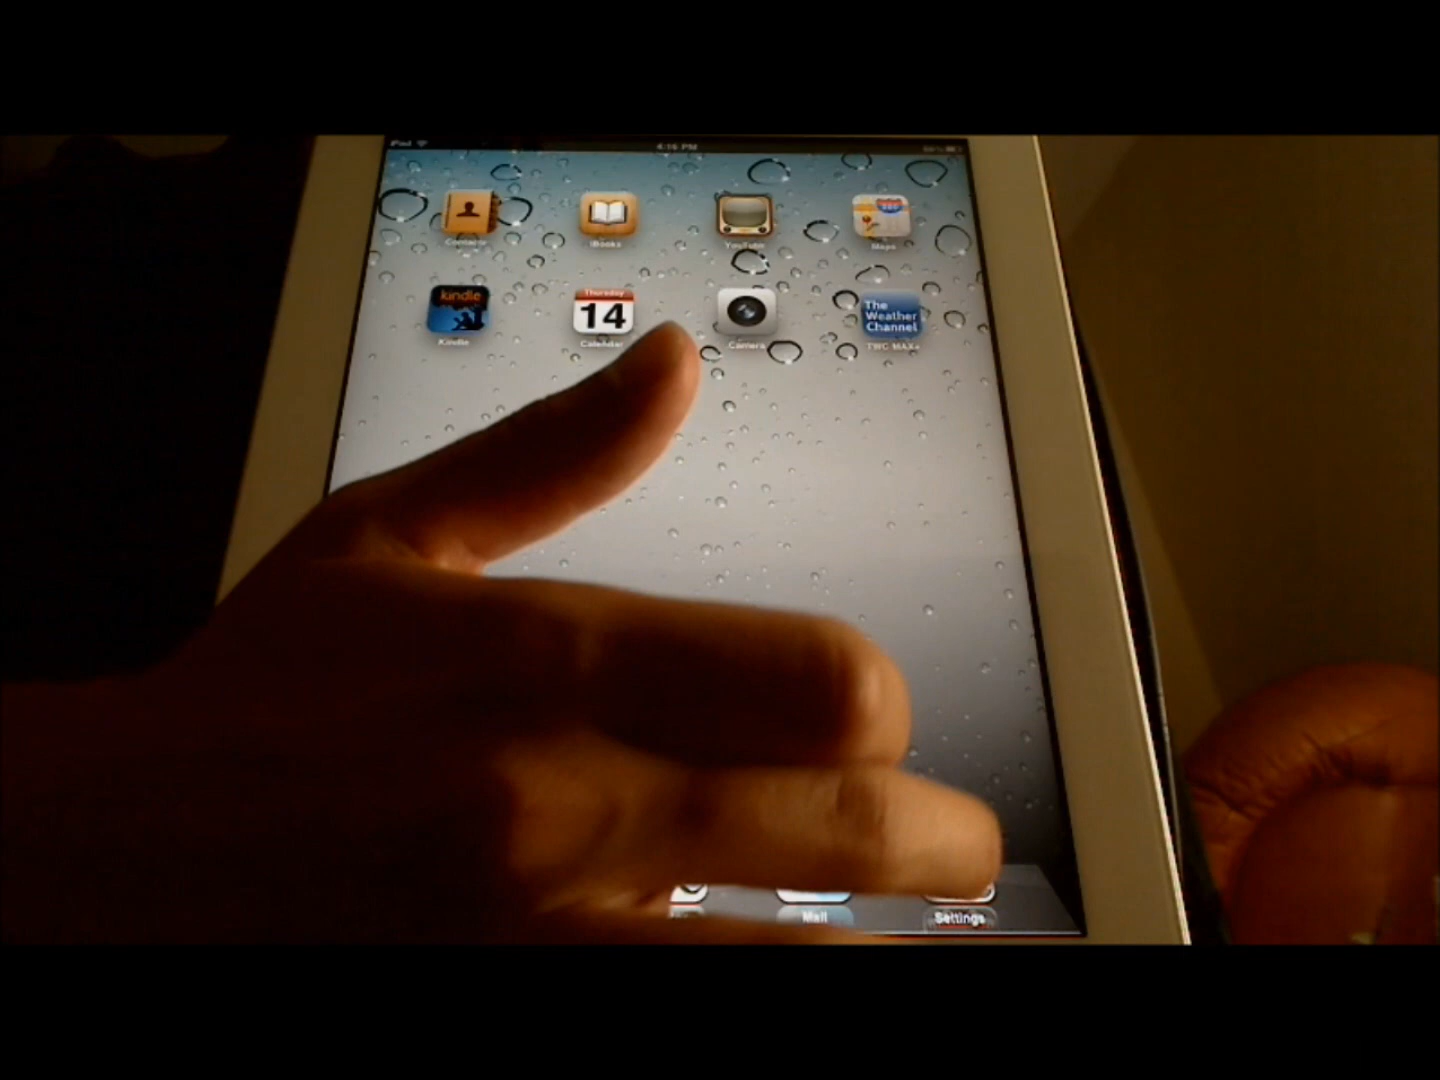 iPad 4:16 PM
Contacts iBooks YouTube Maps
kindle Thursday 14 The Weather Channel
Kindle Calendar Camera TWC MAX+
Mail Settings